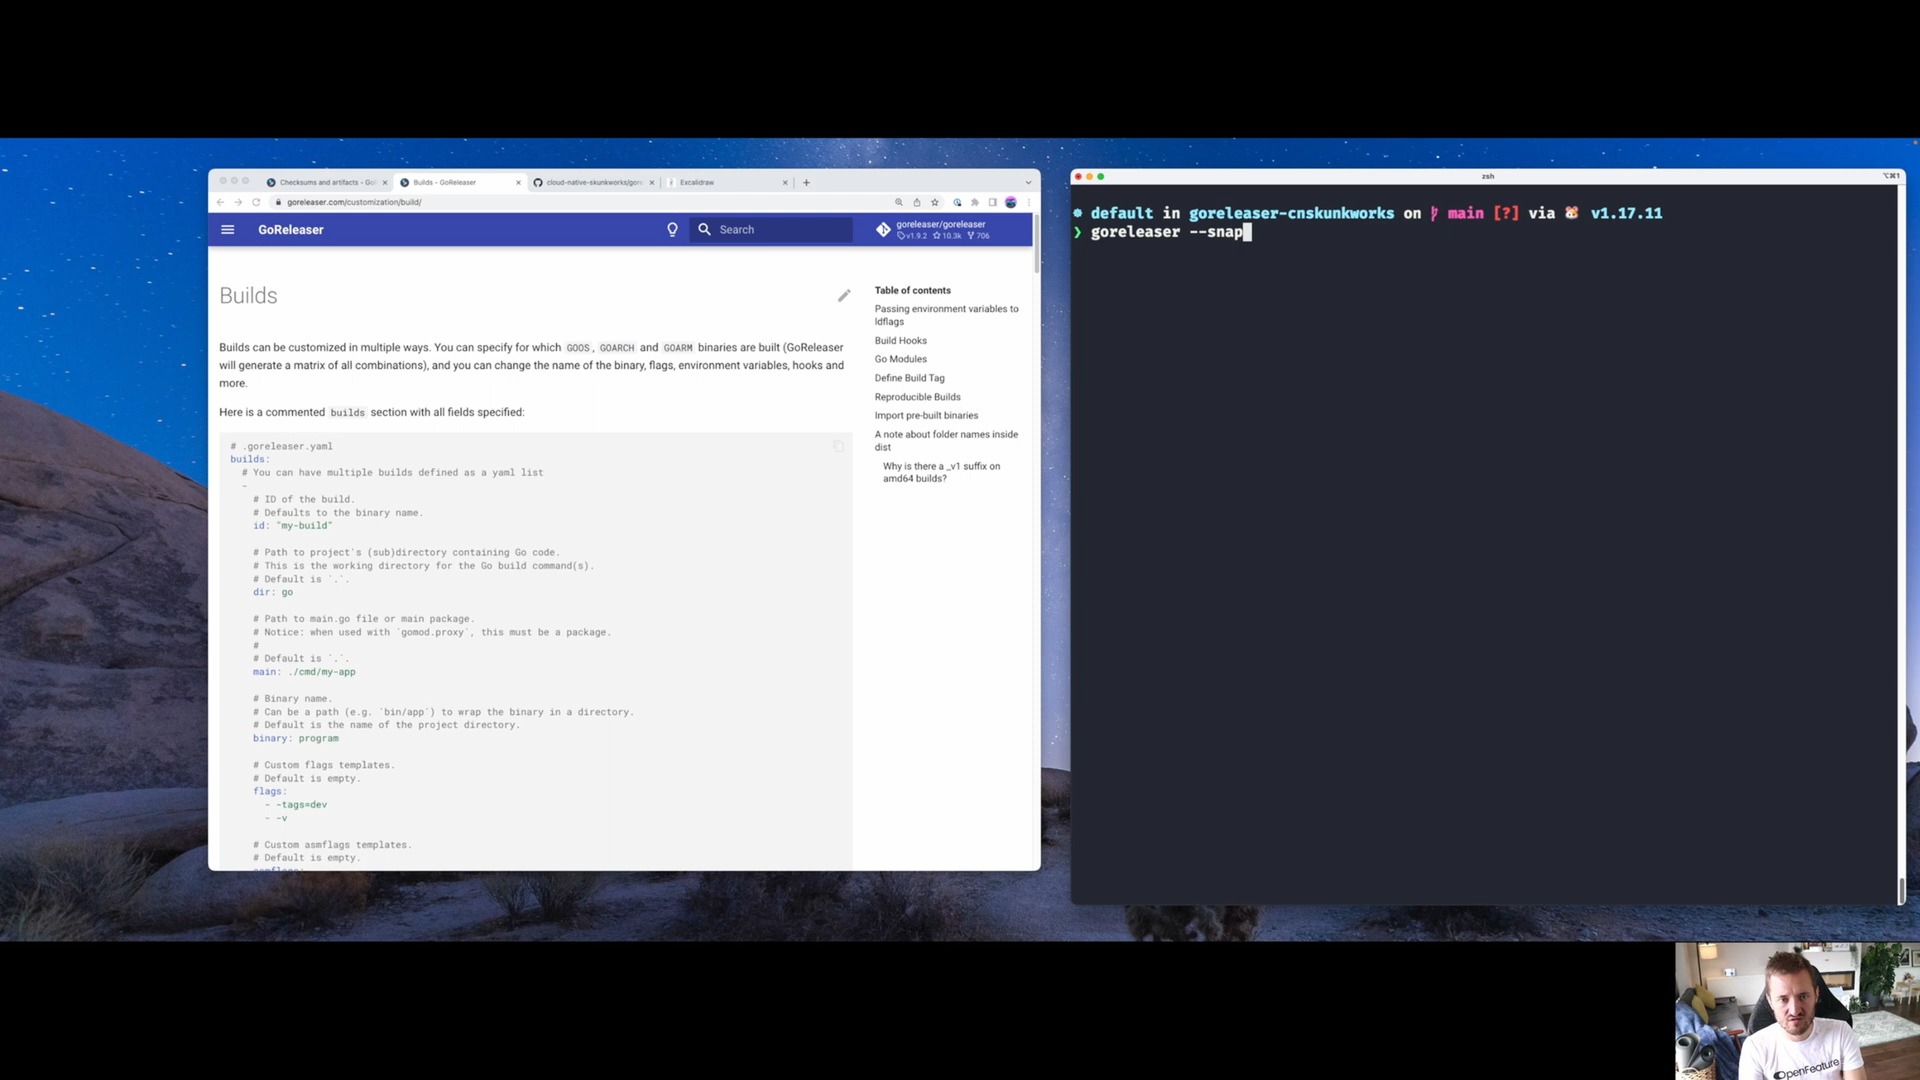 Checksums and artifacts - Go
Builds - GoReleaser
cloud-native-skunkworks/gore
Excalidraw
goreleaser.com/customization/build/
GoReleaser
Search
goreleaser/goreleaser
v1.9.2 10.3k 706
Builds
Builds can be customized in multiple ways. You can specify for which GOOS, GOARCH and GOARM binaries are built (GoReleaser
will generate a matrix of all combinations), and you can change the name of the binary, flags, environment variables, hooks and
more.
Here is a commented builds section with all fields specified:
# .goreleaser.yaml
builds:
# You can have multiple builds defined as a yaml list
-
# ID of the build.
# Defaults to the binary name.
id: "my-build"
# Path to project's (sub)directory containing Go code.
# This is the working directory for the Go build command(s).
# Default is `.`.
dir: go
# Path to main.go file or main package.
# Notice: when used with `gomod.proxy`, this must be a package.
#
# Default is `.`.
main: ./cmd/my-app
# Binary name.
# Can be a path (e.g. `bin/app`) to wrap the binary in a directory.
# Default is the name of the project directory.
binary: program
# Custom flags templates.
# Default is empty.
flags:
- -tags=dev
- -v
# Custom asmflags templates.
# Default is empty.
Table of contents
Passing environment variables to
ldflags
Build Hooks
Go Modules
Define Build Tag
Reproducible Builds
Import pre-built binaries
A note about folder names inside
dist
Why is there a _v1 suffix on
amd64 builds?
zsh
⌥⌘1
default in goreleaser-cnskunkworks on main [?] via 🐹 v1.17.11
❯ goreleaser --snap
OpenFeature